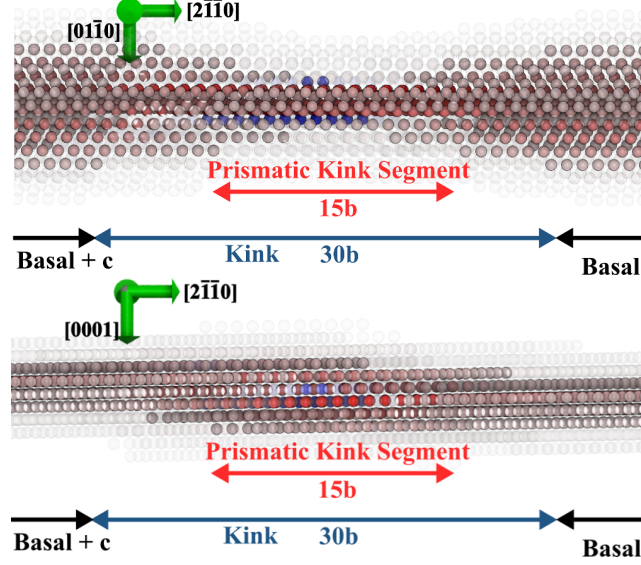 [21̅1̅0]
[011̅0]
Prismatic Kink Segment
15b
Basal + c
Kink 30b
Basal
[21̅1̅0]
[0001]
Prismatic Kink Segment
15b
Basal + c
Kink 30b
Basal